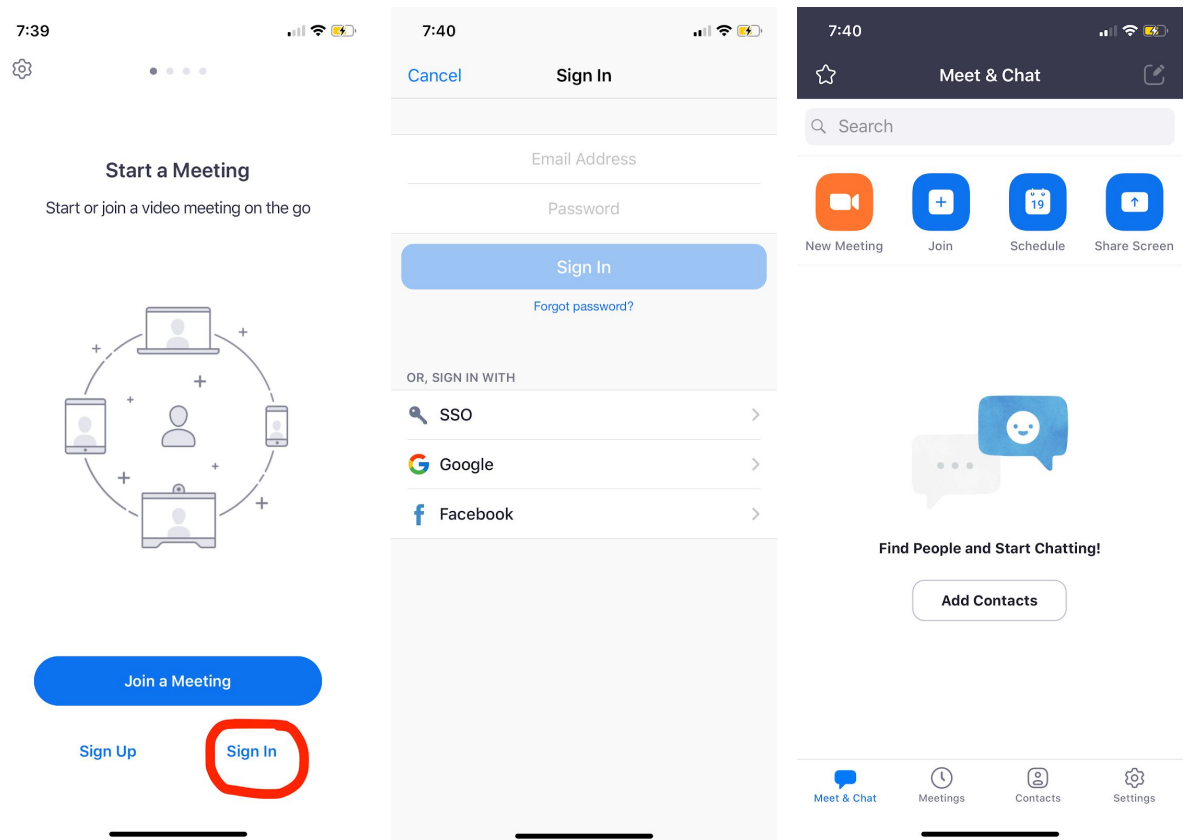 7:39
Start a Meeting
Start or join a video meeting on the go
Join a Meeting
Sign Up Sign In
7:40
Cancel Sign In
Email Address
Password
Sign In
Forgot password?
OR, SIGN IN WITH
SSO
Google
Facebook
7:40
Meet & Chat
Search
19
New Meeting Join Schedule Share Screen
Find People and Start Chatting!
Add Contacts
Meet & Chat Meetings Contacts Settings